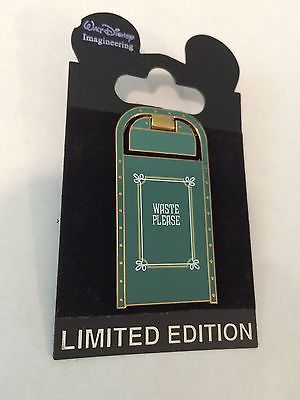 Walt Disney
Imagineering
WASTE
PLEASE
LIMITED EDITION